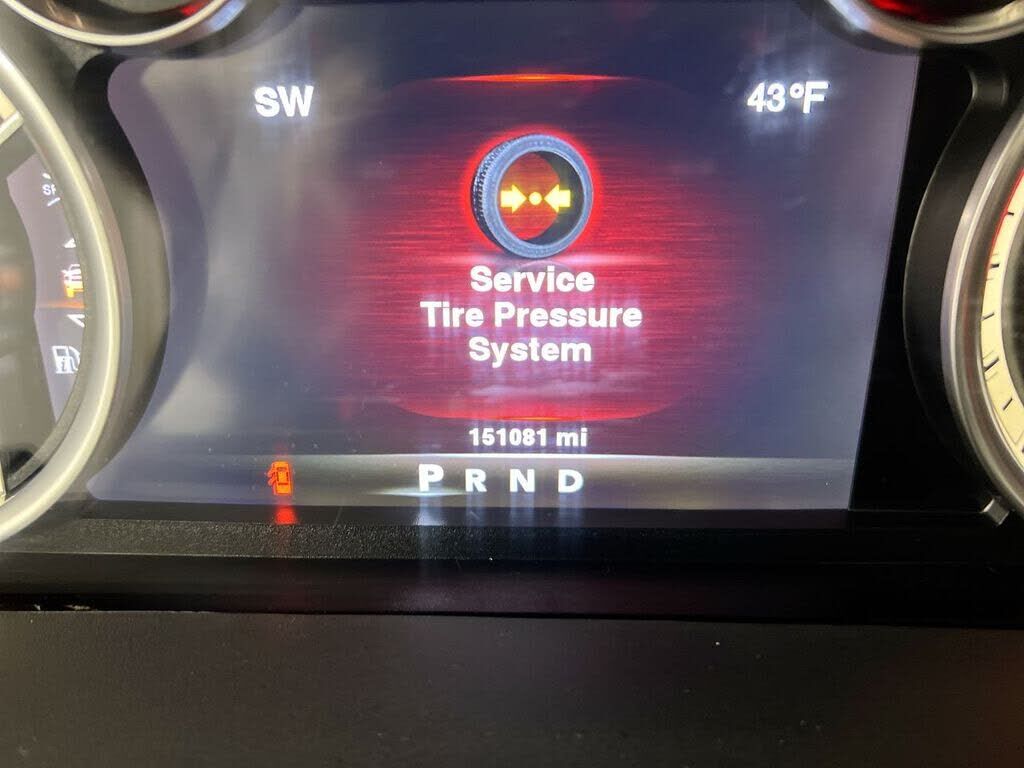 SW
43°F
Service
Tire Pressure
System
151081 mi
P R N D